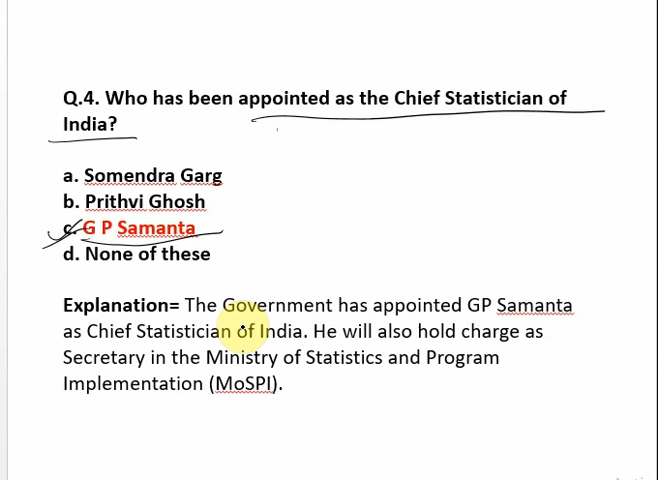 Q.4. Who has been appointed as the Chief Statistician of
India?
a. Somendra Garg
b. Prithvi Ghosh
c. G P Samanta
d. None of these
Explanation= The Government has appointed GP Samanta
as Chief Statistician of India. He will also hold charge as
Secretary in the Ministry of Statistics and Program
Implementation (MoSPI).